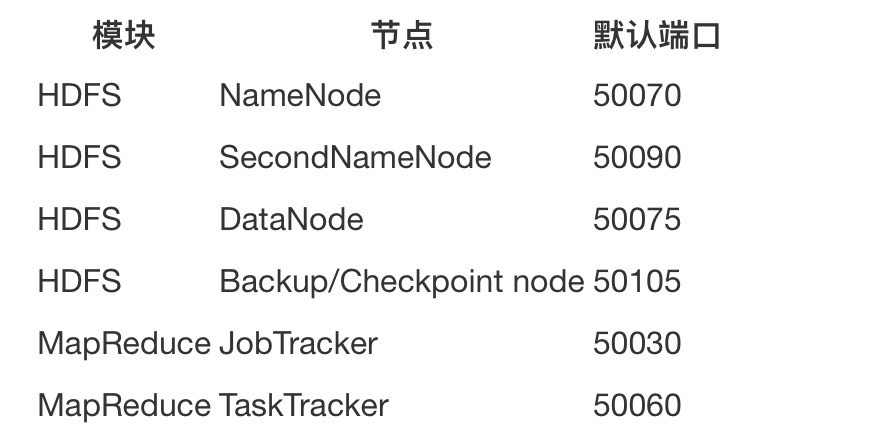 模块 节点 默认端口
HDFS NameNode 50070
HDFS SecondNameNode 50090
HDFS DataNode 50075
HDFS Backup/Checkpoint node 50105
MapReduce JobTracker 50030
MapReduce TaskTracker 50060